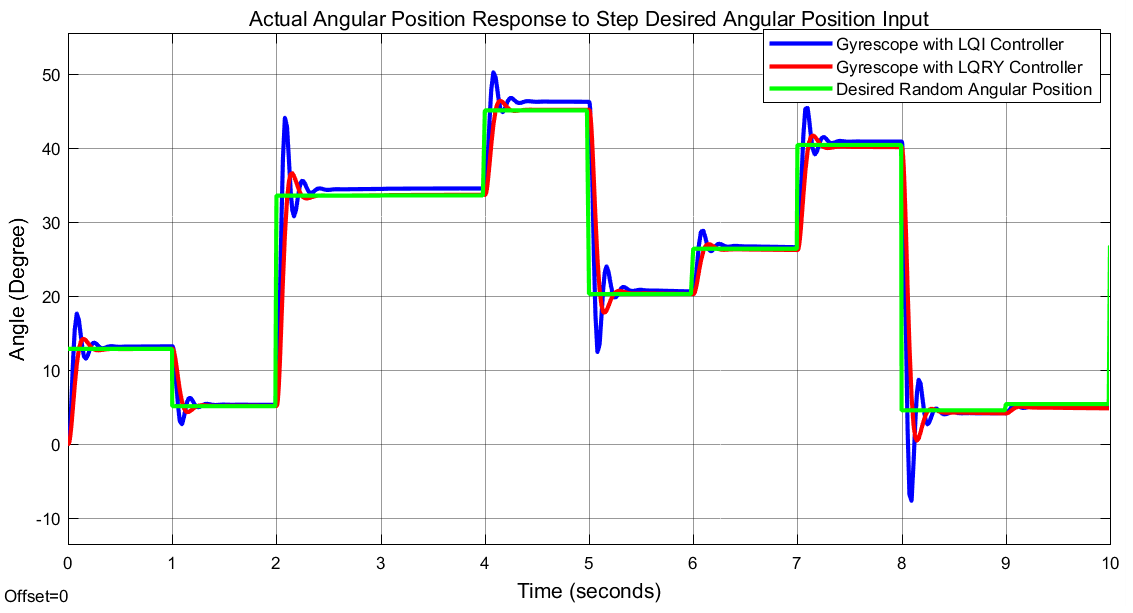 Actual Angular Position Response to Step Desired Angular Position Input
Gyrescope with LQI Controller
Gyrescope with LQRY Controller
Desired Random Angular Position
Angle (Degree)
50
40
30
20
10
0
-10
0 1 2 3 4 5 6 7 8 9 10
Time (seconds)
Offset=0